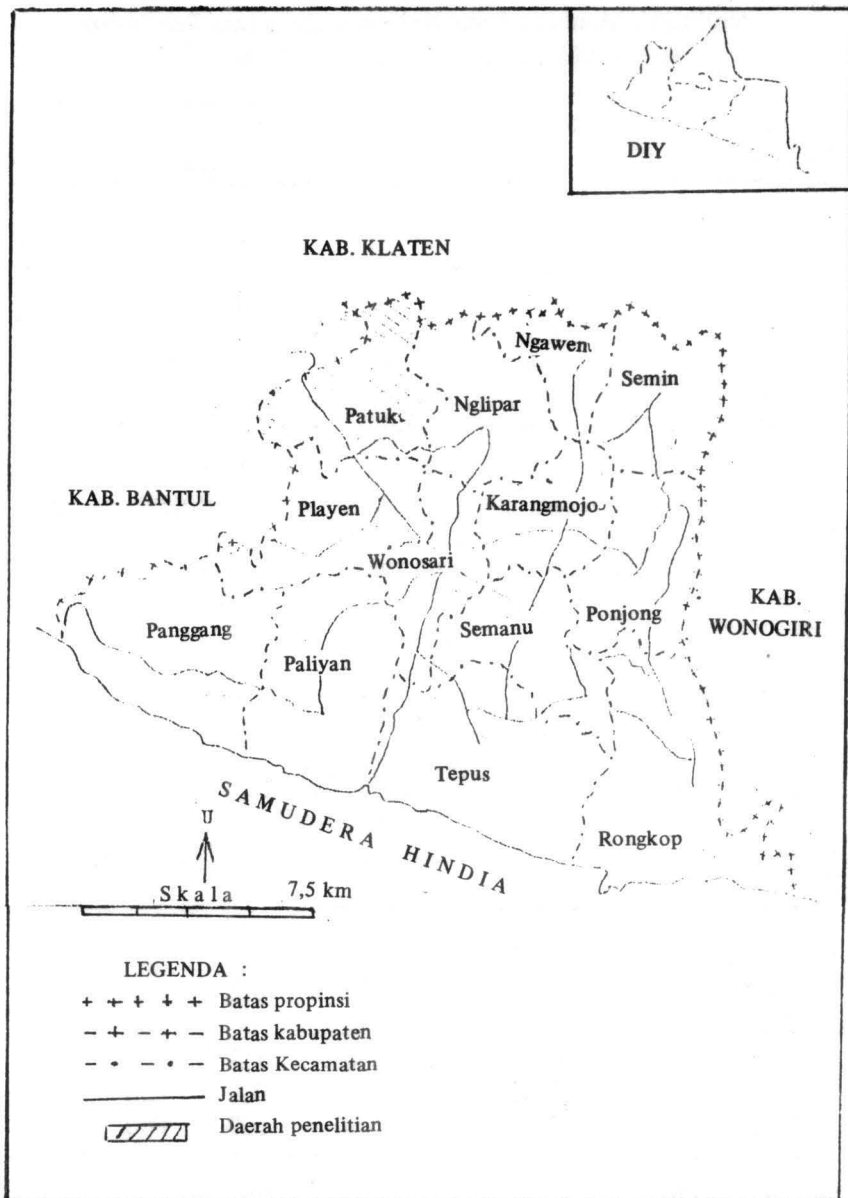 DIY
KAB. KLATEN
Ngawen
Semin
Nglipar
Patuk
KAB. BANTUL
Playen
Karangmojo
Wonosari
KAB.
WONOGIRI
Panggang
Semanu
Ponjong
Paliyan
Tepus
SAMUDERA HINDIA
Rongkop
U
Skala 7,5 km
LEGENDA :
Batas propinsi
Batas kabupaten
Batas Kecamatan
Jalan
Daerah penelitian